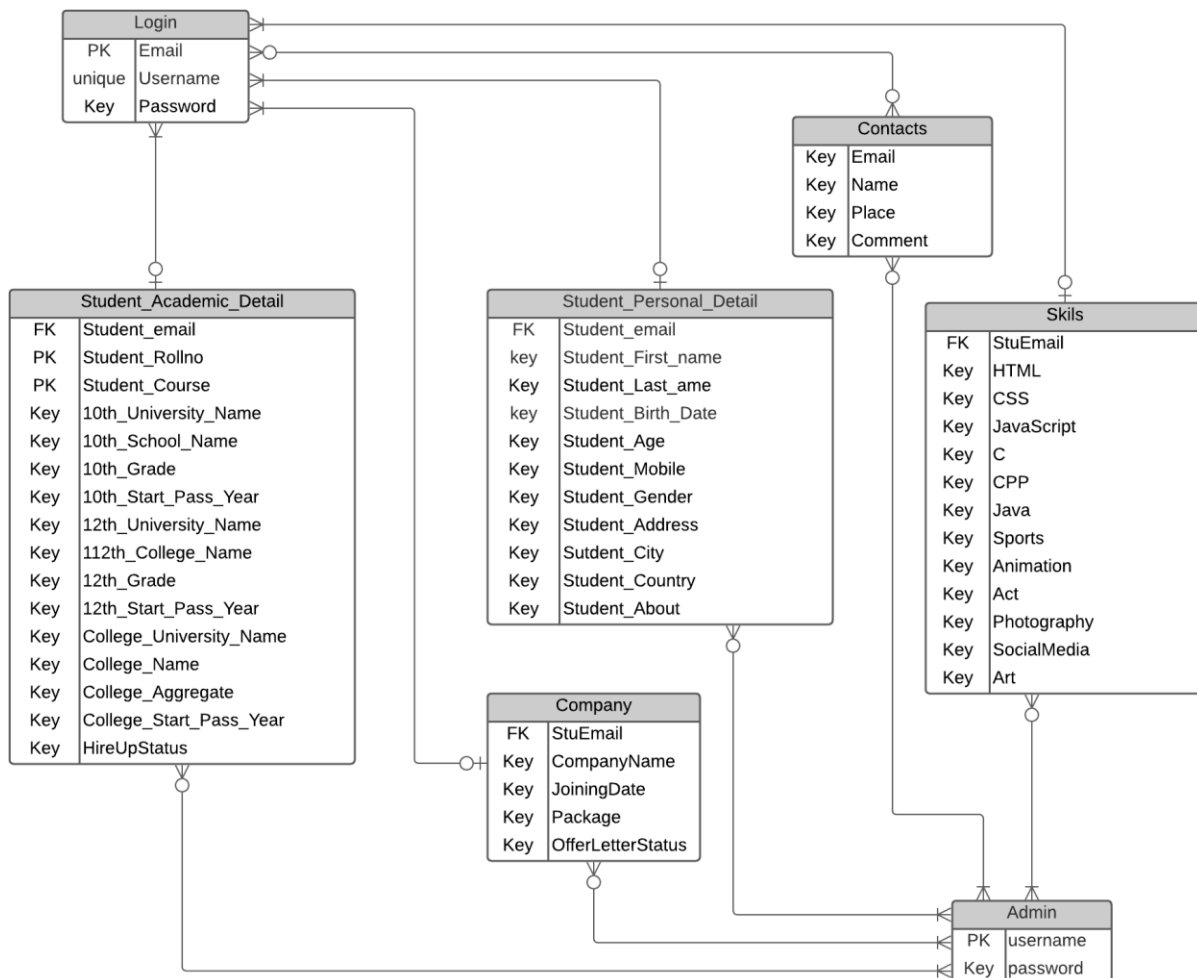 Login
PK Email
unique Username
Key Password
Contacts
Key Email
Key Name
Key Place
Key Comment
Student_Academic_Detail
FK Student_email
PK Student_Rollno
PK Student_Course
Key 10th_University_Name
Key 10th_School_Name
Key 10th_Grade
Key 10th_Start_Pass_Year
Key 12th_University_Name
Key 112th_College_Name
Key 12th_Grade
Key 12th_Start_Pass_Year
Key College_University_Name
Key College_Name
Key College_Aggregate
Key College_Start_Pass_Year
Key HireUpStatus
Student_Personal_Detail
FK Student_email
key Student_First_name
Key Student_Last_ame
key Student_Birth_Date
Key Student_Age
Key Student_Mobile
Key Student_Gender
Key Student_Address
Key Sutdent_City
Key Student_Country
Key Student_About
Skils
FK StuEmail
Key HTML
Key CSS
Key JavaScript
Key C
Key CPP
Key Java
Key Sports
Key Animation
Key Act
Key Photography
Key SocialMedia
Key Art
Company
FK StuEmail
Key CompanyName
Key JoiningDate
Key Package
Key OfferLetterStatus
Admin
PK username
Key password